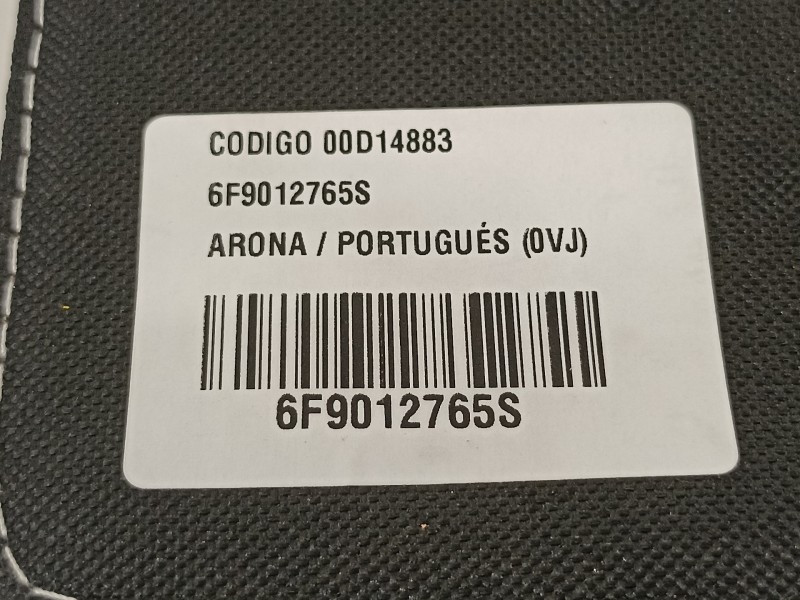 CODIGO 00D14883
6F9012765S
ARONA / PORTUGUÉS (0VJ)
6F9012765S